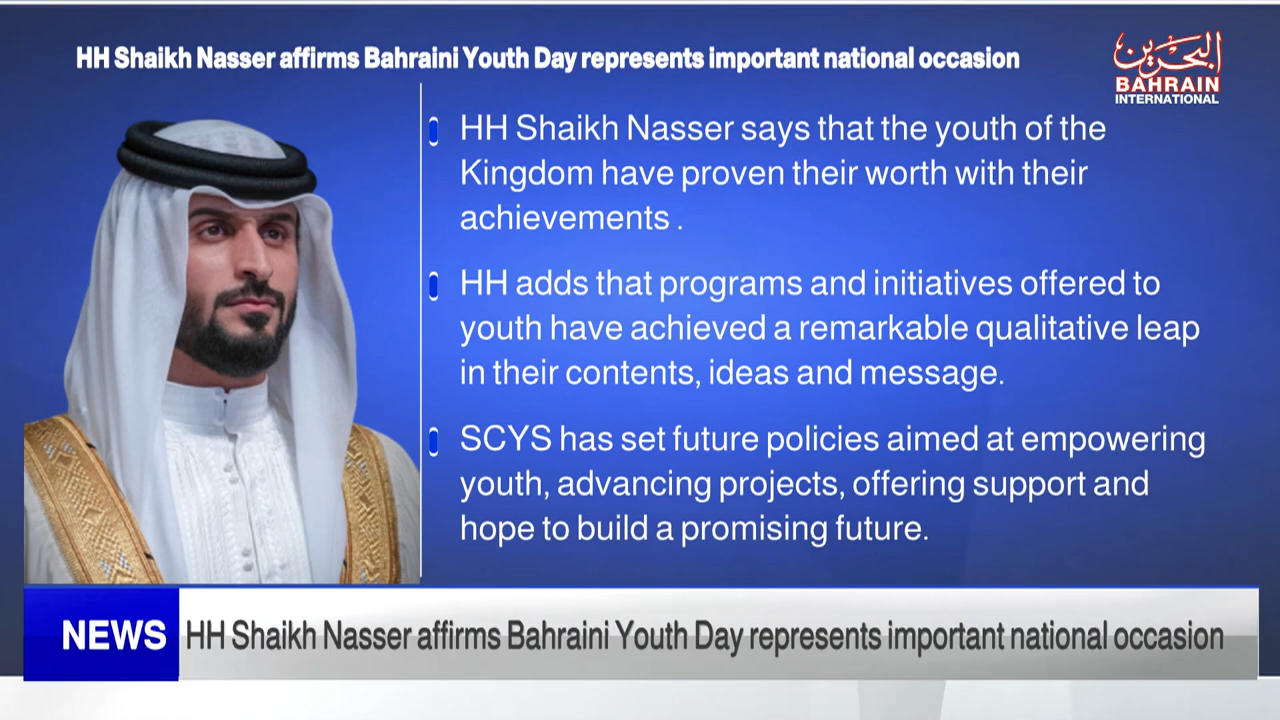 HH Shaikh Nasser affirms Bahraini Youth Day represents important national occasion
البحرين
BAHRAIN
INTERNATIONAL
HH Shaikh Nasser says that the youth of the
Kingdom have proven their worth with their
achievements .
HH adds that programs and initiatives offered to
youth have achieved a remarkable qualitative leap
in their contents, ideas and message.
SCYS has set future policies aimed at empowering
youth, advancing projects, offering support and
hope to build a promising future.
NEWS HH Shaikh Nasser affirms Bahraini Youth Day represents important national occasion